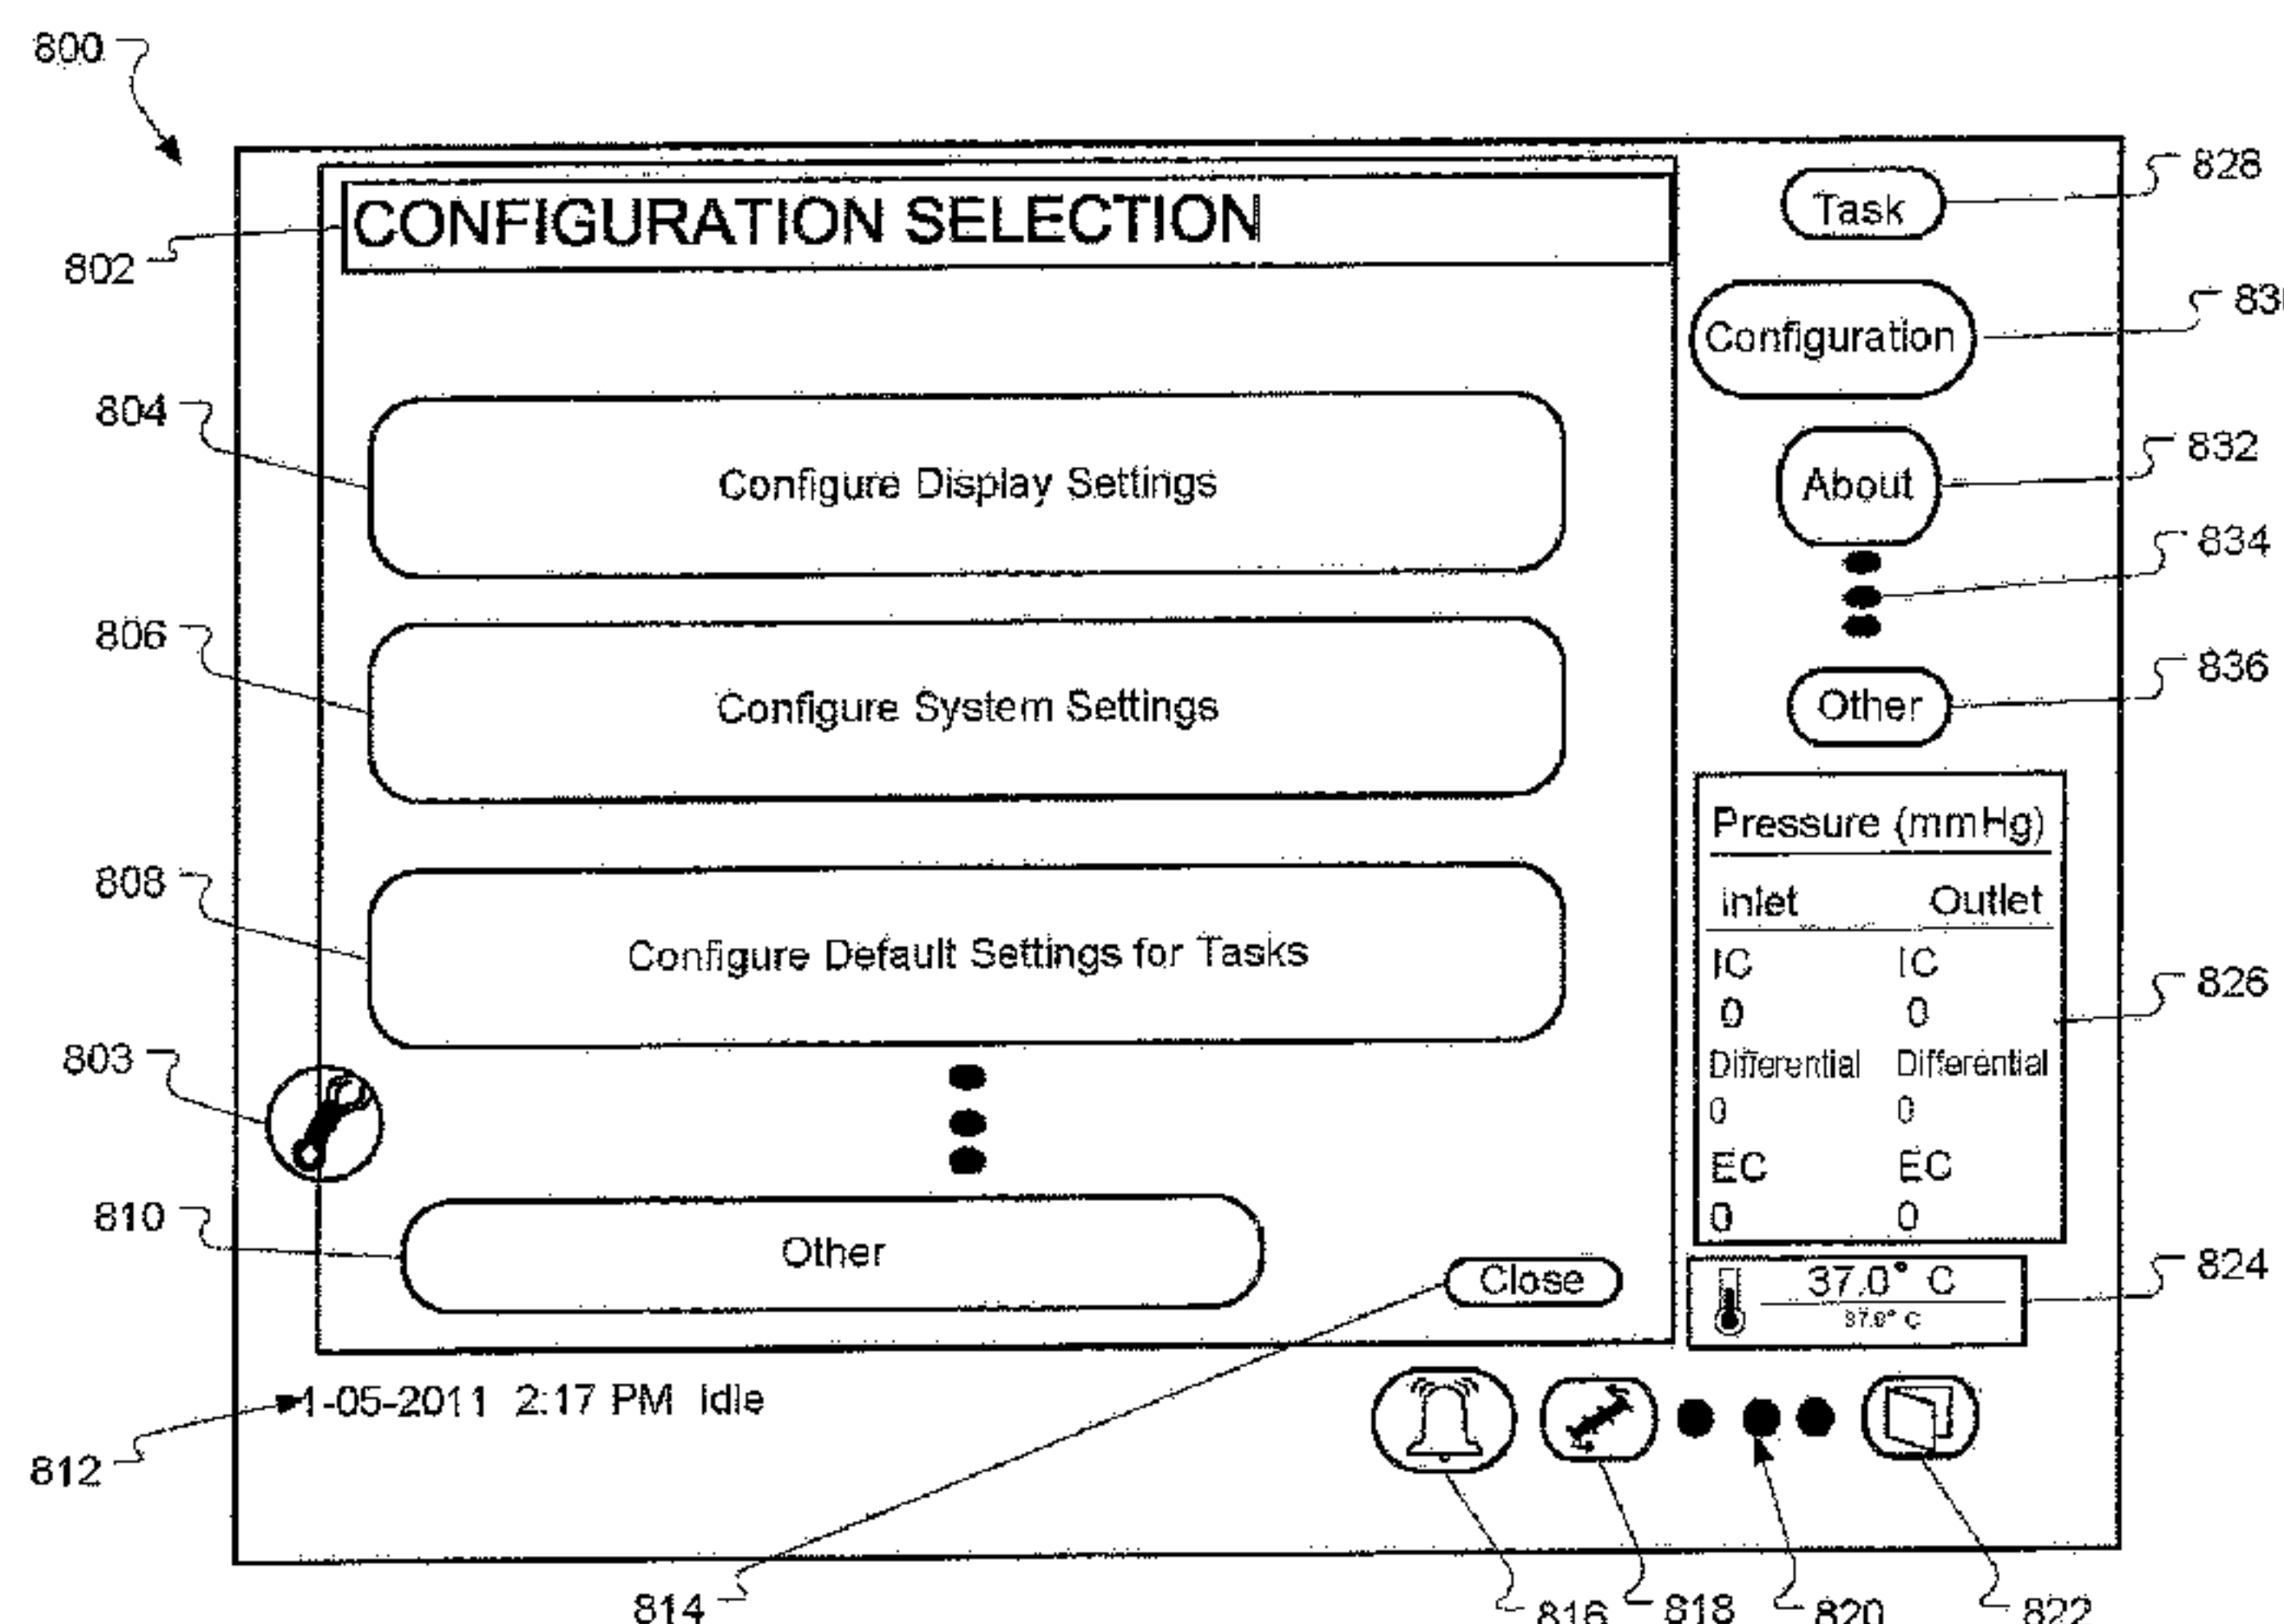 800
828
Task
CONFIGURATION SELECTION
802
Configuration
804
832
About
Configure Display Settings
834
806
836
Other
Configure System Settings
Pressure (mmHg)
808
Inlet Outlet
Configure Default Settings for Tasks
IC IC
826
0 0
803
Differential Differential
0 0
EC EC
810
0 0
Other
824
Close
37.0° C
1-05-2011 2:17 PM Idle
812
814
816 818 820 822